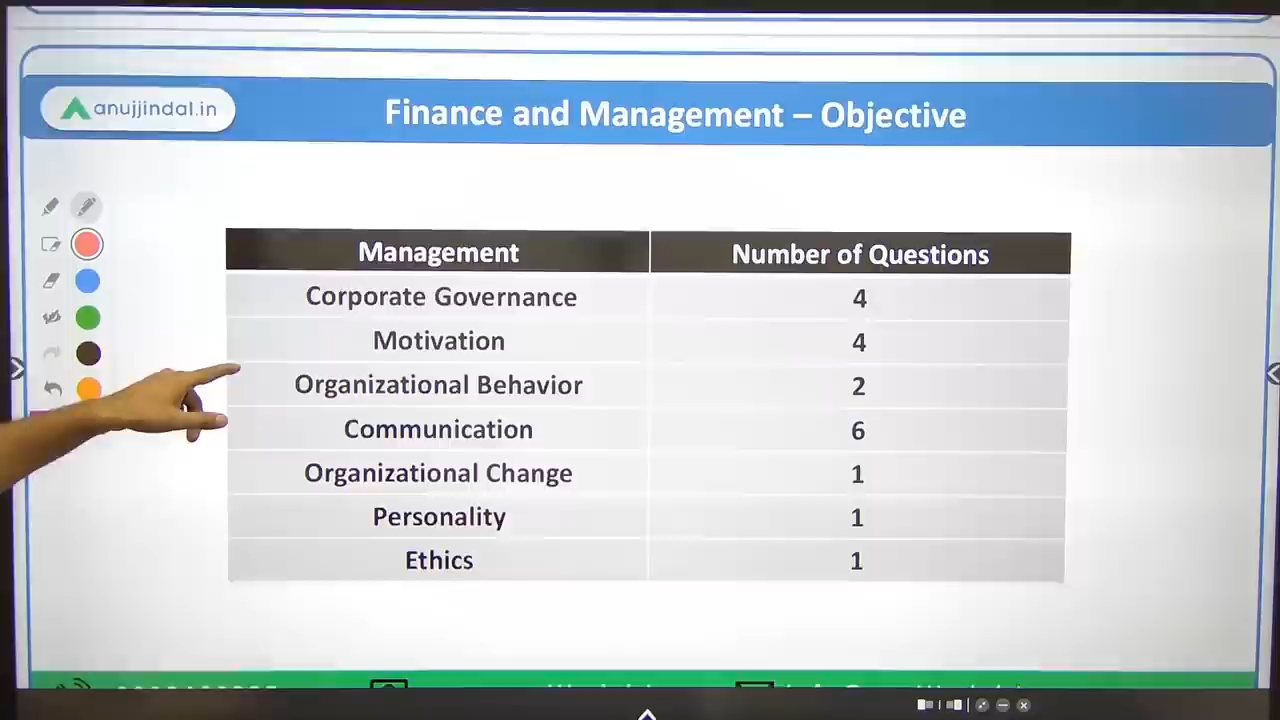 anujjindal.in
Finance and Management – Objective
Management Number of Questions
Corporate Governance 4
Motivation 4
Organizational Behavior 2
Communication 6
Organizational Change 1
Personality 1
Ethics 1